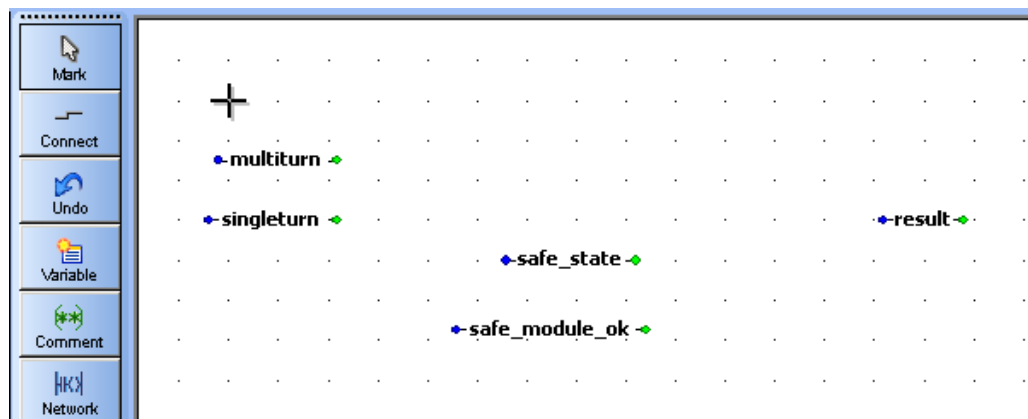 Mark
Connect
Undo
Variable
Comment
Network
multiturn
singleturn
result
safe_state
safe_module_ok